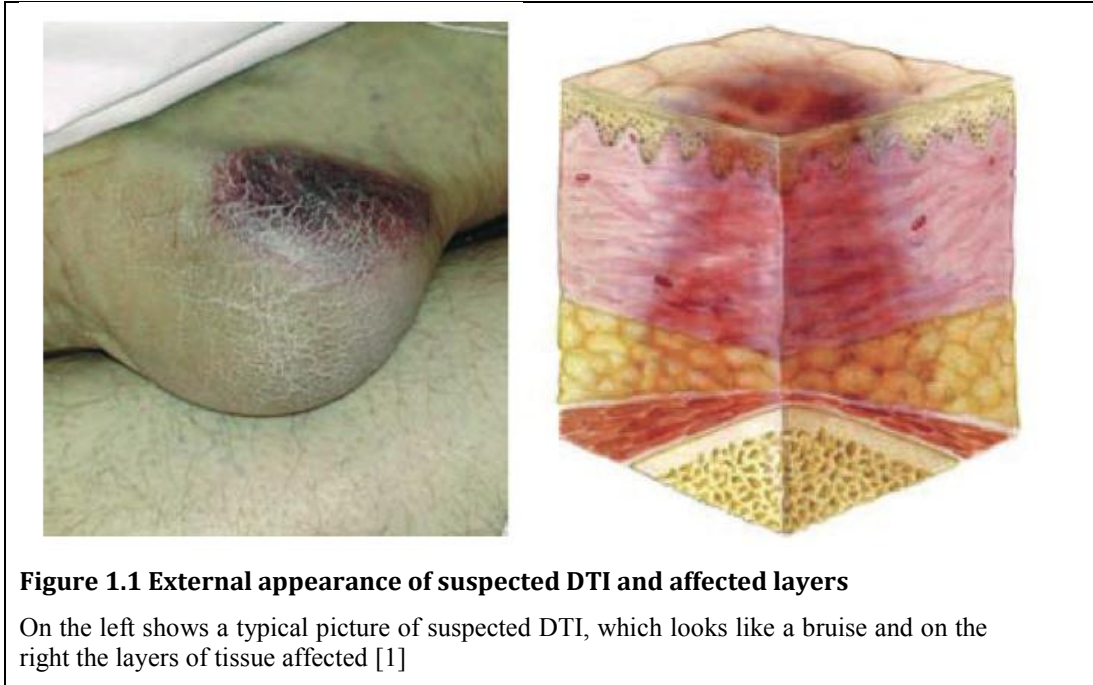 Figure 1.1 External appearance of suspected DTI and affected layers
On the left shows a typical picture of suspected DTI, which looks like a bruise and on the
right the layers of tissue affected [1]